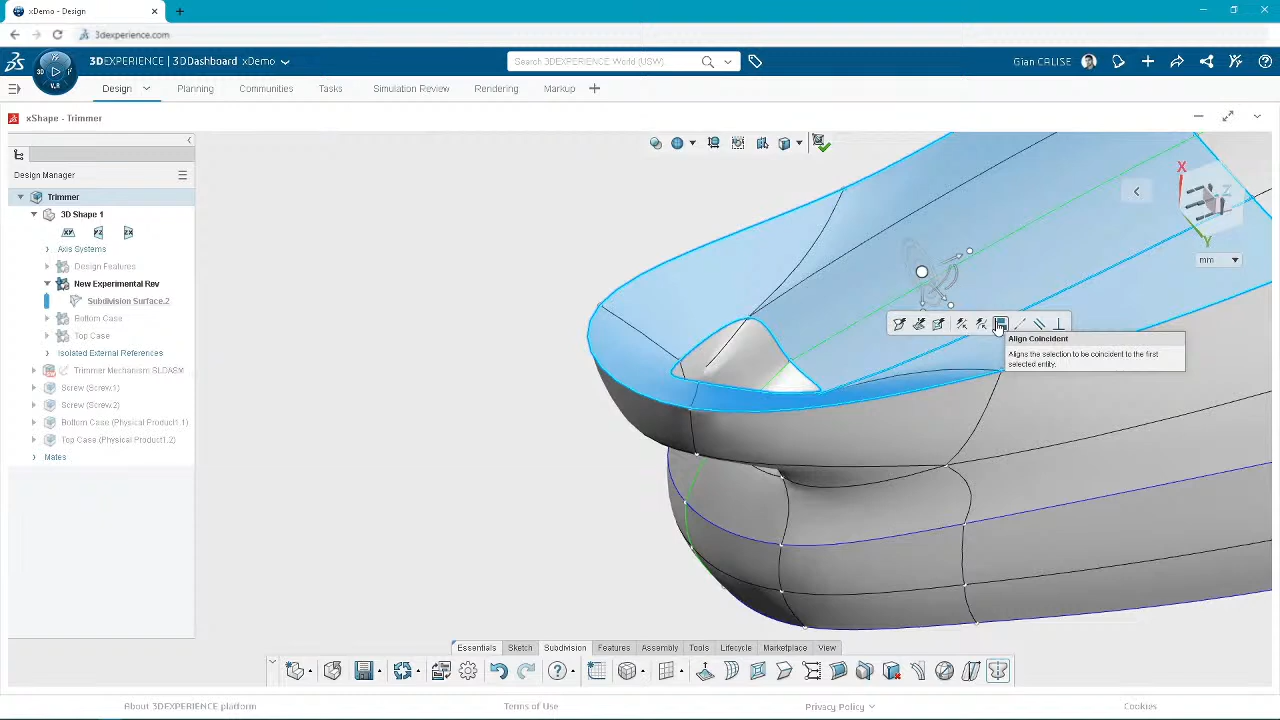 xDemo - Design
3dexperience.com
3DEXPERIENCE | 3DDashboard xDemo
Search 3DEXPERIENCE World (USW)
Gian CALISE
3D
V.R
Design
Planning
Communities
Tasks
Simulation Review
Rendering
Markup
xShape - Trimmer
Design Manager
Trimmer
3D Shape 1
XY
YZ
ZX
Axis Systems
Design Features
New Experimental Rev
Subdivision Surface.2
Bottom Case
Top Case
Isolated External References
Trimmer Mechanism SLDASM
Screw (Screw.1)
Screw (Screw.2)
Bottom Case (Physical Product1.1)
Top Case (Physical Product1.2)
Mates
X
Z
Y
mm
Align Coincident
Aligns the selection to be coincident to the first
selected entity.
Essentials
Sketch
Subdivision
Features
Assembly
Tools
Lifecycle
Marketplace
View
About 3DEXPERIENCE platform
Terms of Use
Privacy Policy
Cookies